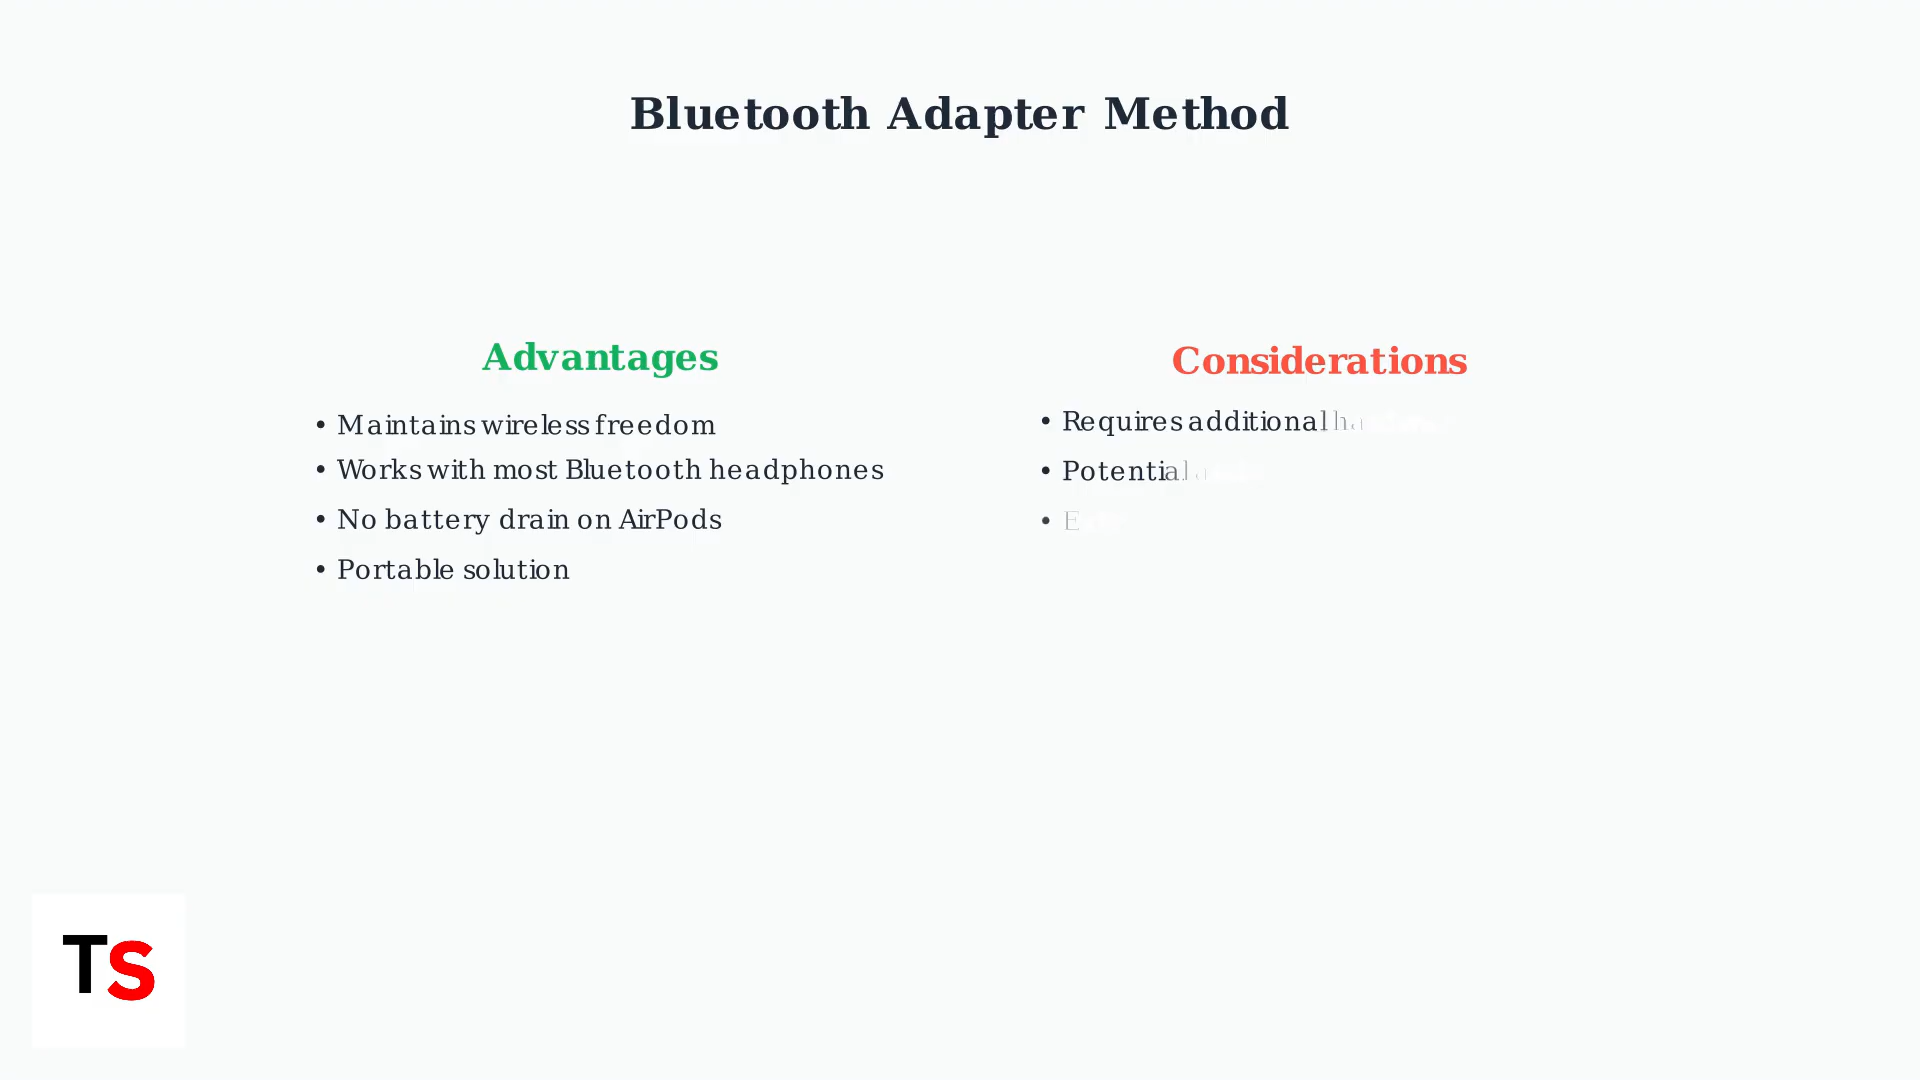 Bluetooth Adapter Method
Advantages
• Maintains wireless freedom
• Works with most Bluetooth headphones
• No battery drain on AirPods
• Portable solution
Considerations
• Requires additional
• Potential
•
TS